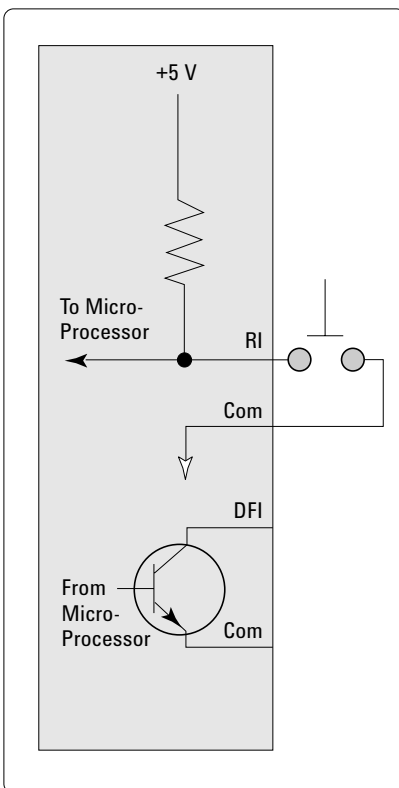 +5 V
To Micro-
Processor
RI
Com
DFI
From
Micro-
Processor
Com